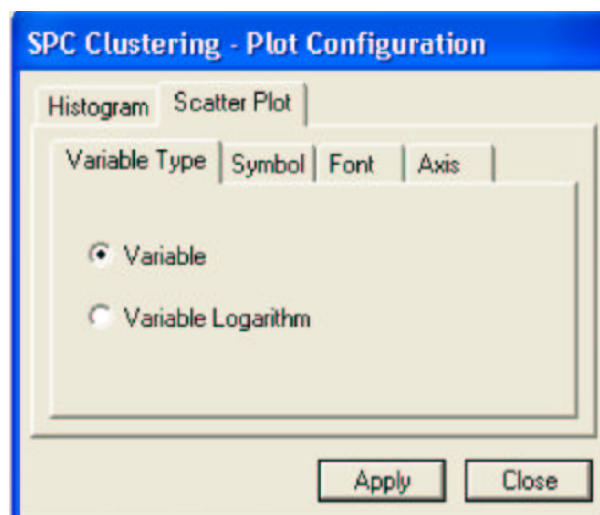 SPC Clustering - Plot Configuration
Histogram Scatter Plot
Variable Type Symbol Font Axis
Variable
Variable Logarithm
Apply Close